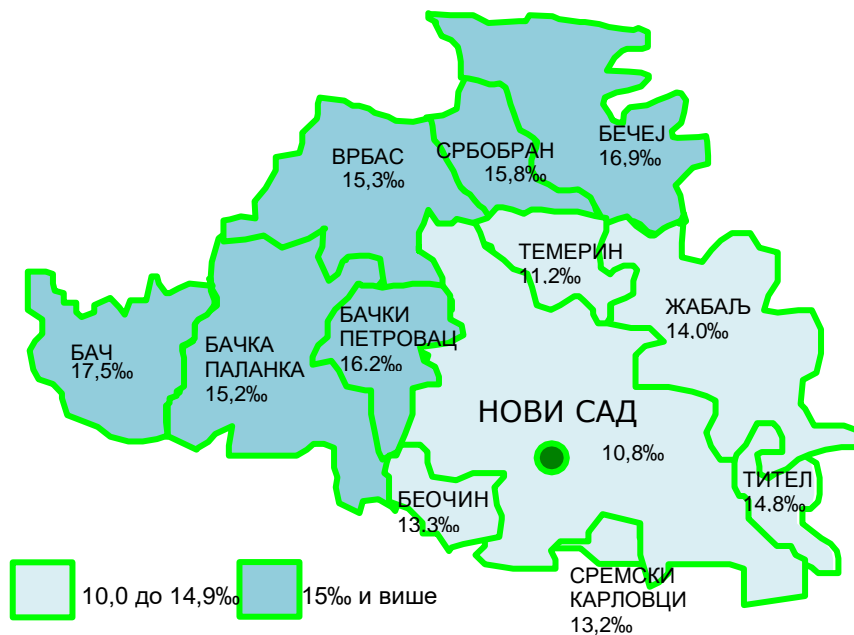 БЕЧЕЈ
16,9‰
СРБОБРАН
15,8‰
ВРБАС
15,3‰
ТЕМЕРИН
11,2‰
ЖАБАЉ
14,0‰
БАЧКИ
ПЕТРОВАЦ
16,2‰
БАЧ
17,5‰
БАЧКА
ПАЛАНКА
15,2‰
НОВИ САД
10,8‰
ТИТЕЛ
14,8‰
БЕОЧИН
13,3‰
СРЕМСКИ
КАРЛОВЦИ
13,2‰
10,0 до 14,9‰
15‰ и више